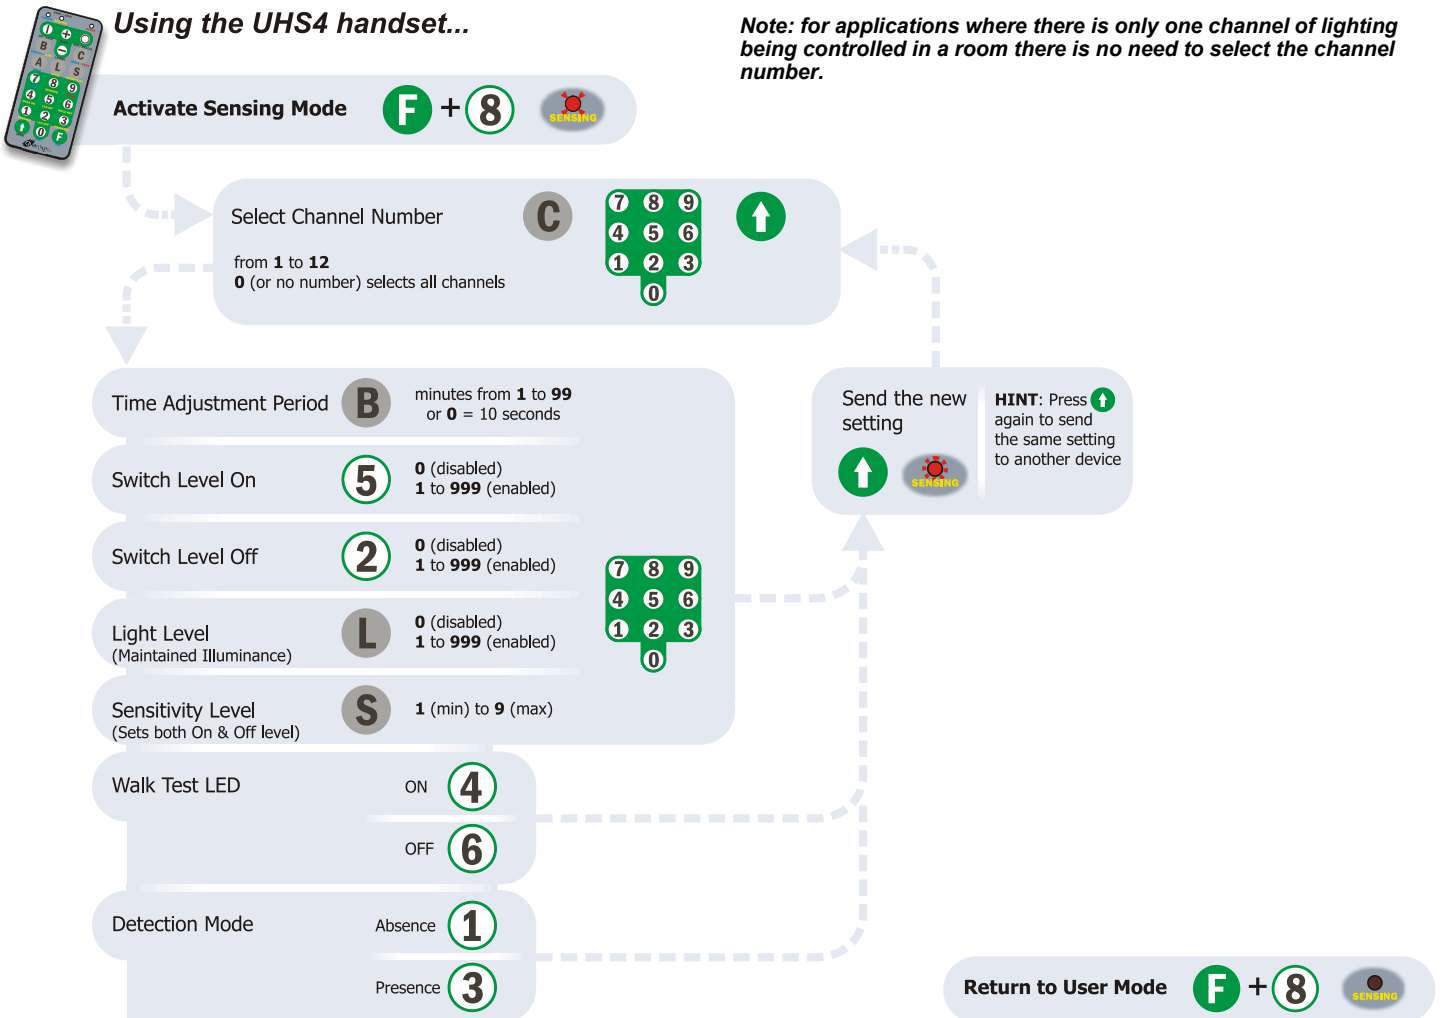 Using the UHS4 handset...
Note: for applications where there is only one channel of lighting
being controlled in a room there is no need to select the channel
number.
Activate Sensing Mode F + 8 SENSING
Select Channel Number C
from 1 to 12
0 (or no number) selects all channels
7 8 9
4 5 6
1 2 3
0
Time Adjustment Period B
minutes from 1 to 99
or 0 = 10 seconds
Switch Level On 5
0 (disabled)
1 to 999 (enabled)
Switch Level Off 2
0 (disabled)
1 to 999 (enabled)
Light Level
(Maintained Illuminance)
L
0 (disabled)
1 to 999 (enabled)
Sensitivity Level
(Sets both On & Off level)
S
1 (min) to 9 (max)
7 8 9
4 5 6
1 2 3
0
Send the new
setting
SENSING
HINT: Press
again to send
the same setting
to another device
Walk Test LED
ON 4
OFF 6
Detection Mode
Absence 1
Presence 3
Return to User Mode F + 8 SENSING